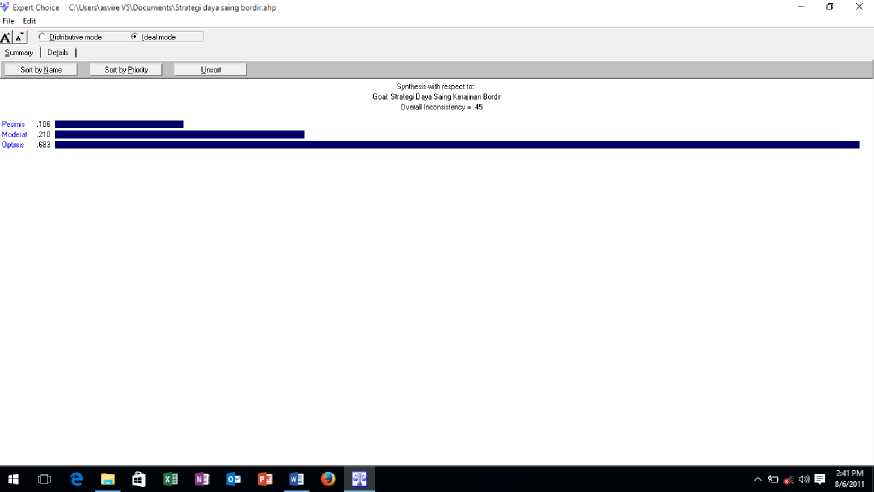 Expert Choice C:\Users\asvee VS\Documents\Strategi daya saing bordir.ahp
File Edit
Distributive mode Ideal mode
Summary Details
Sort by Name Sort by Priority Unsort
Synthesis with respect to:
Goal: Strategi Daya Saing Kerajinan Bordir
Overall Inconsistency = .45
Pesimis .106
Moderat .210
Optimis .683
2:41 PM
8/6/2011